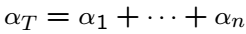 α_T = α_1 + ⋯ + α_n